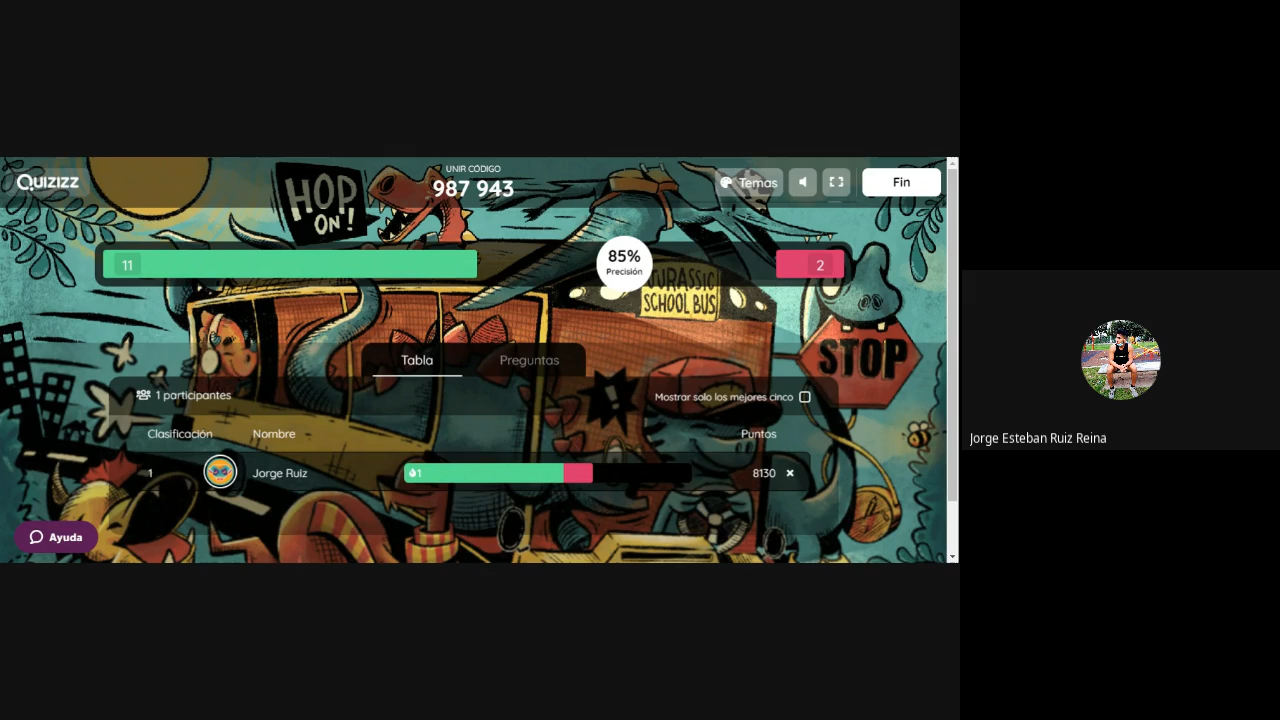 QUIZIZZ
UNIR CÓDIGO
987 943
Temas
Fin
HOP ON!
11
85%
Precisión
2
JURASSIC
SCHOOL BUS
STOP
Tabla
Preguntas
1 participantes
Mostrar solo los mejores cinco
Clasificación
Nombre
Puntos
1
Jorge Ruiz
1
8130
Ayuda
Jorge Esteban Ruiz Reina